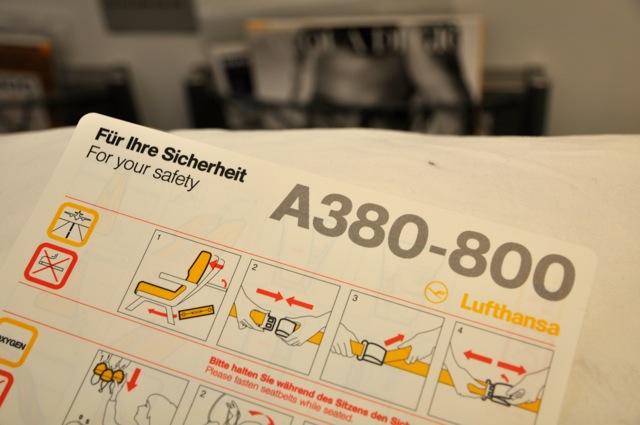 Für Ihre Sicherheit
For your safety
A380-800
Lufthansa
1
2
3
4
Bitte halten Sie während des Sitzens den
Please fasten seatbelts while seated.
OXYGEN
2